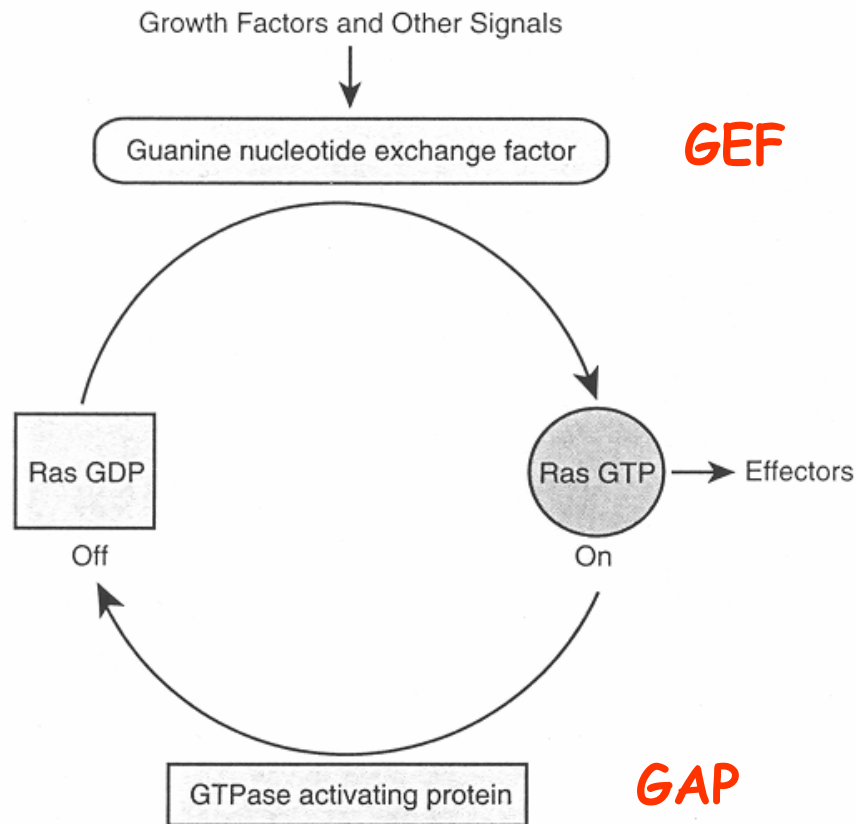 Growth Factors and Other Signals
Guanine nucleotide exchange factor
GEF
Ras GDP
Ras GTP
Effectors
Off
On
GTPase activating protein
GAP